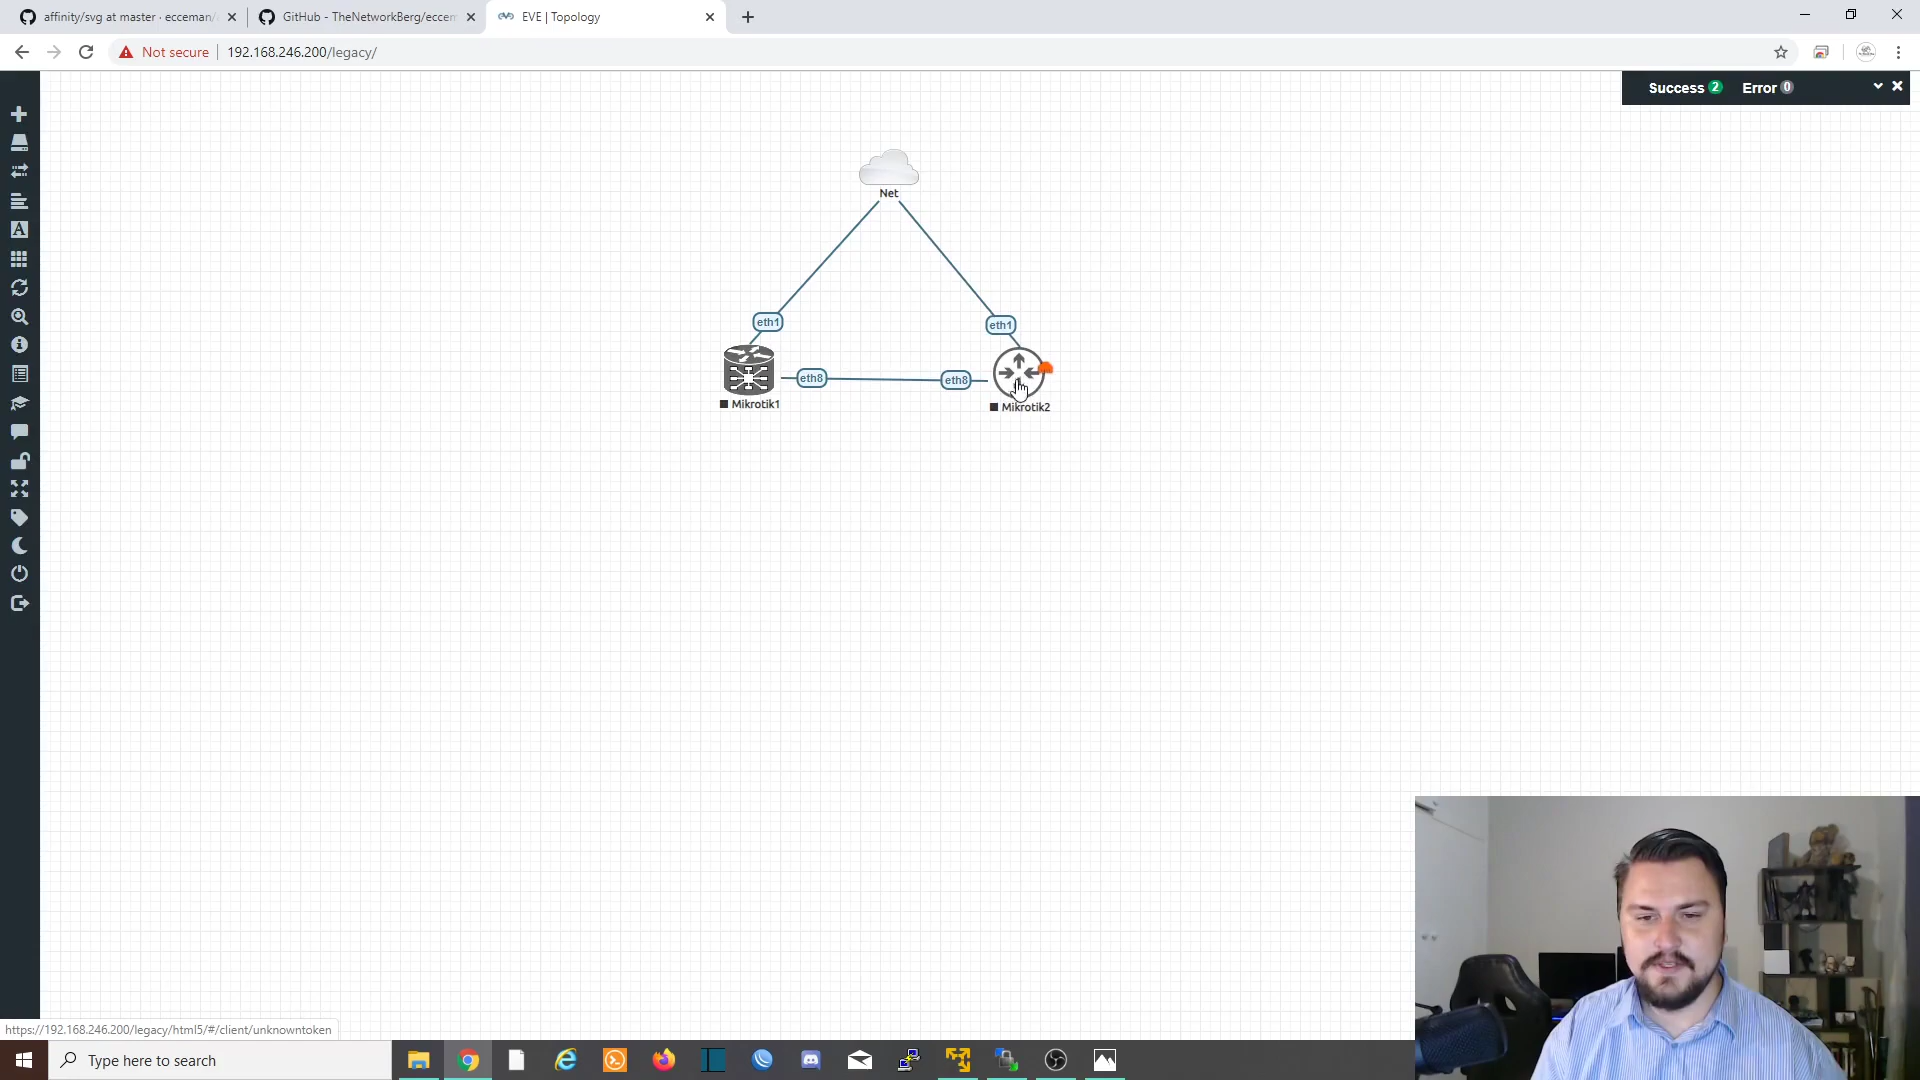 affinity/svg at master · ecceman/
GitHub - TheNetworkBerg/eccem
EVE | Topology
Not secure
192.168.246.200/legacy/
Success 2
Error 0
Net
eth1
eth1
eth8
eth8
Mikrotik1
Mikrotik2
https://192.168.246.200/legacy/html5/#/client/unknowntoken
Type here to search